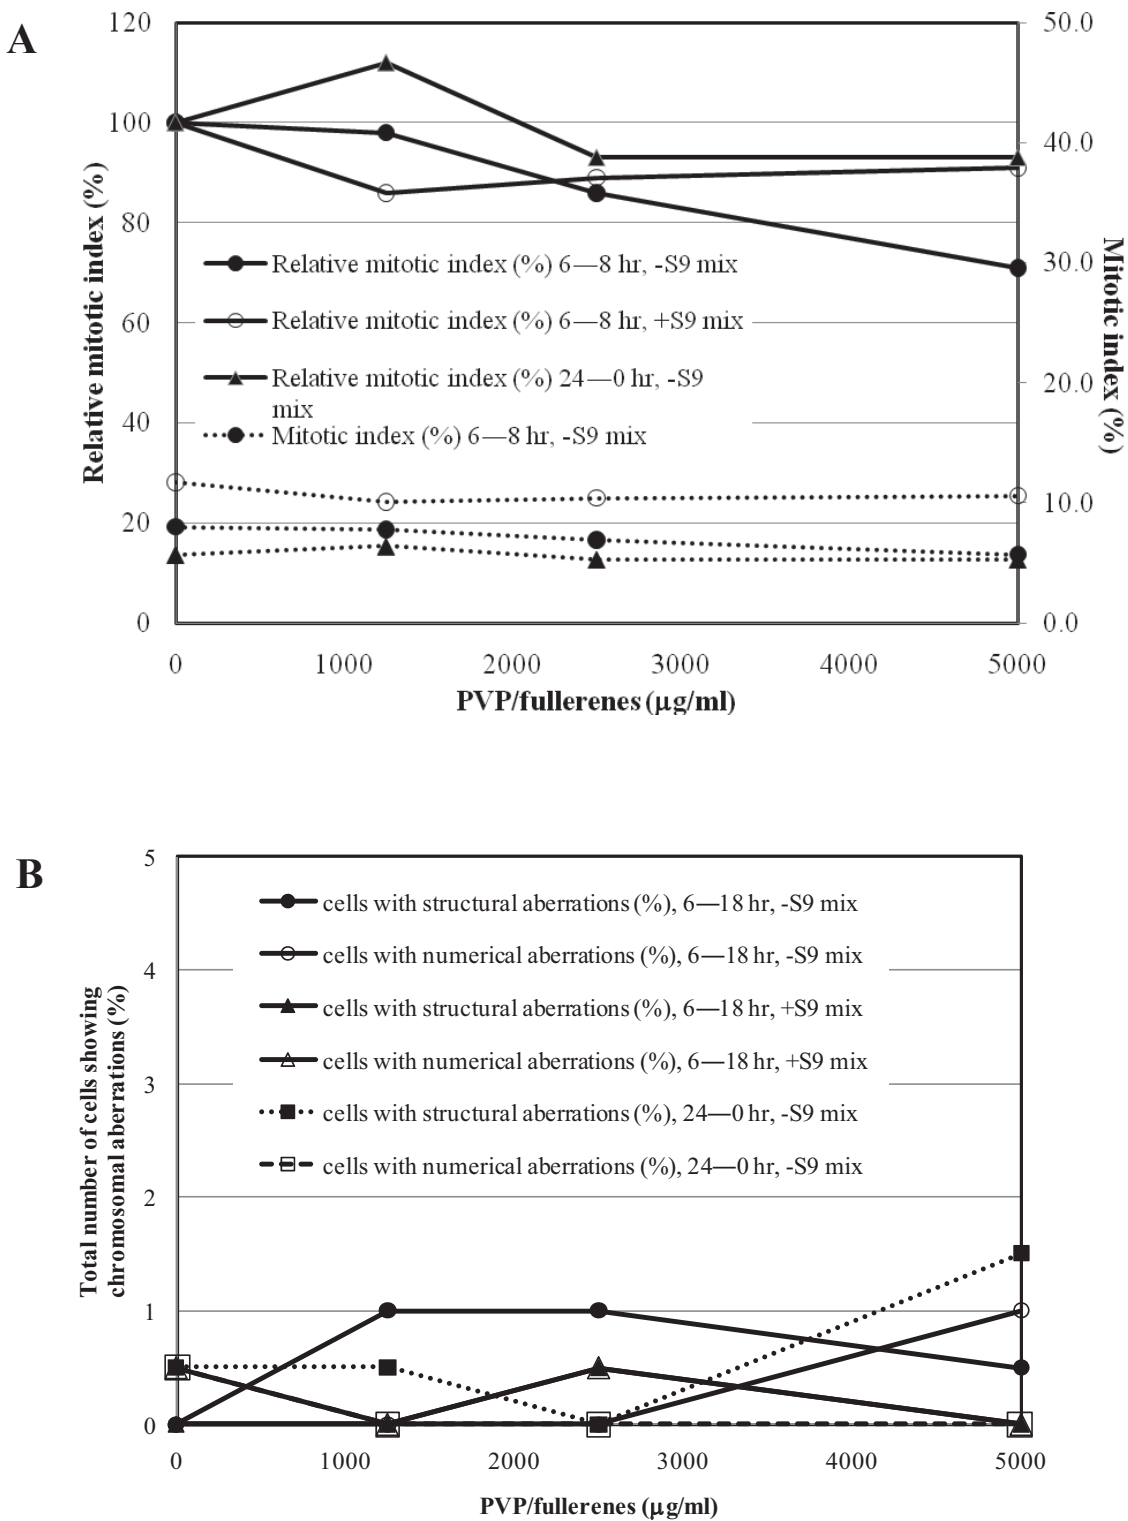 A
120
100
80
60
40
20
0
Relative mitotic index (%)
50.0
40.0
30.0
20.0
10.0
0.0
Mitotic index (%)
Relative mitotic index (%) 6—8 hr, -S9 mix
Relative mitotic index (%) 6—8 hr, +S9 mix
Relative mitotic index (%) 24—0 hr, -S9
mix
Mitotic index (%) 6—8 hr, -S9 mix
0 1000 2000 3000 4000 5000
PVP/fullerenes (μg/ml)
B
5
4
3
2
1
0
Total number of cells showing
chromosomal aberrations (%)
cells with structural aberrations (%), 6—18 hr, -S9 mix
cells with numerical aberrations (%), 6—18 hr, -S9 mix
cells with structural aberrations (%), 6—18 hr, +S9 mix
cells with numerical aberrations (%), 6—18 hr, +S9 mix
cells with structural aberrations (%), 24—0 hr, -S9 mix
cells with numerical aberrations (%), 24—0 hr, -S9 mix
0 1000 2000 3000 4000 5000
PVP/fullerenes (μg/ml)